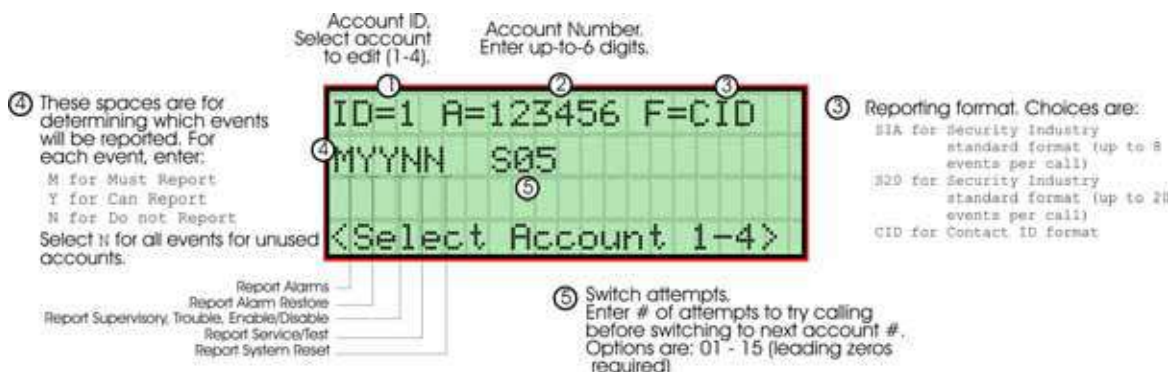 Account ID.
Select account
to edit (1-4).
Account Number.
Enter up-to-6 digits.
④ These spaces are for
determining which events
will be reported. For
each event, enter:
M for Must Report
Y for Can Report
N for Do not Report
Select N for all events for unused
accounts.
① ② ③
ID=1 A=123456 F=CID
④
MYYNN S05
⑤
<Select Account 1-4>
③ Reporting format. Choices are:
SIA for Security Industry
standard format (up to 8
events per call)
S20 for Security Industry
standard format (up to 20
events per call)
CID for Contact ID format
Report Alarms
Report Alarm Restore
Report Supervisory, Trouble, Enable/Disable
Report Service/Test
Report System Reset
⑤ Switch attempts.
Enter # of attempts to try calling
before switching to next account #.
Options are: 01 - 15 (leading zeros
required)